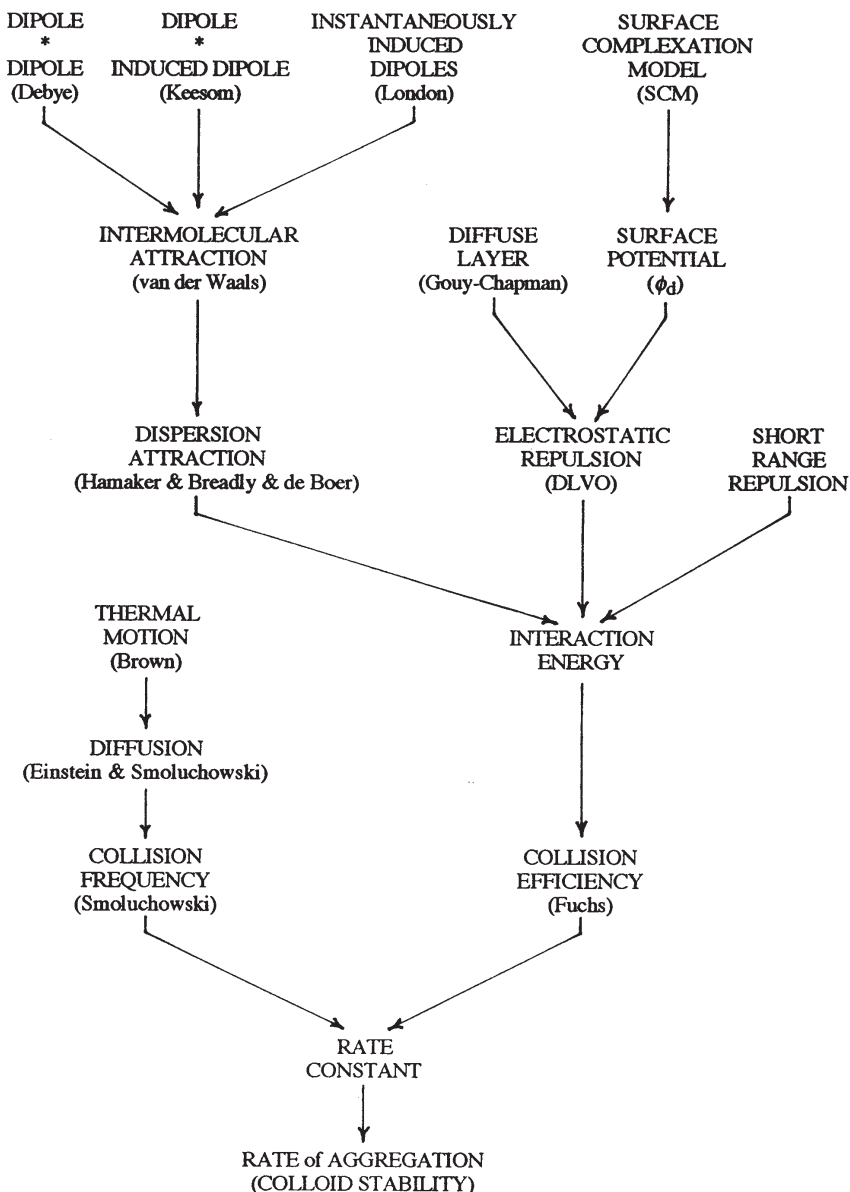 DIPOLE
*
DIPOLE
(Debye)
DIPOLE
*
INDUCED DIPOLE
(Keesom)
INSTANTANEOUSLY
INDUCED
DIPOLES
(London)
SURFACE
COMPLEXATION
MODEL
(SCM)
INTERMOLECULAR
ATTRACTION
(van der Waals)
DIFFUSE
LAYER
(Gouy-Chapman)
SURFACE
POTENTIAL
(ϕd)
DISPERSION
ATTRACTION
(Hamaker & Breadly & de Boer)
ELECTROSTATIC
REPULSION
(DLVO)
SHORT
RANGE
REPULSION
THERMAL
MOTION
(Brown)
INTERACTION
ENERGY
DIFFUSION
(Einstein & Smoluchowski)
COLLISION
FREQUENCY
(Smoluchowski)
COLLISION
EFFICIENCY
(Fuchs)
RATE
CONSTANT
RATE of AGGREGATION
(COLLOID STABILITY)